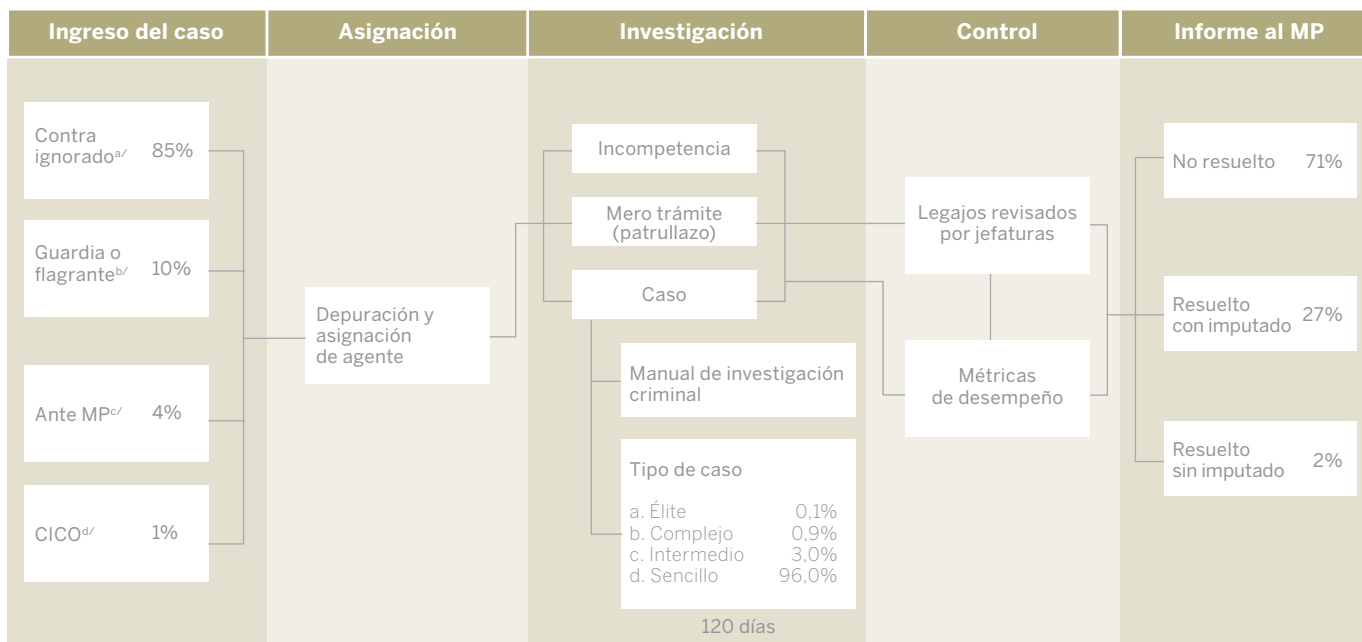 Ingreso del caso
Asignación
Investigación
Control
Informe al MP
Contra
ignorado a/ 85%
Guardia o
flagrante b/ 10%
Ante MP c/ 4%
CICO d/ 1%
Depuración y
asignación
de agente
Incompetencia
Mero trámite
(patrullazo)
Caso
Manual de investigación
criminal
Tipo de caso
a. Élite 0,1%
b. Complejo 0,9%
c. Intermedio 3,0%
d. Sencillo 96,0%
120 días
Legajos revisados
por jefaturas
Métricas
de desempeño
No resuelto 71%
Resuelto
con imputado 27%
Resuelto
sin imputado 2%